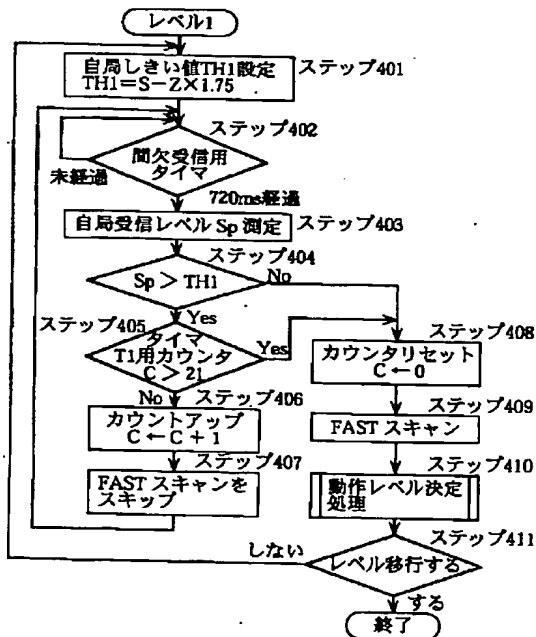 レベル1
自局しきい値TH1設定
TH1=S−Z×1.75
ステップ401
ステップ402
間欠受信用
タイマ
未経過
720ms経過
自局受信レベル Sp 測定
ステップ403
ステップ404
Sp > TH1
No
Yes
ステップ405
タイマ
T1用カウンタ
C > 21
Yes
No
ステップ406
カウントアップ
C ← C + 1
ステップ407
FAST スキャンを
スキップ
ステップ408
カウンタリセット
C ← 0
ステップ409
FAST スキャン
ステップ410
動作レベル決定
処理
ステップ411
レベル移行する
しない
する
終了